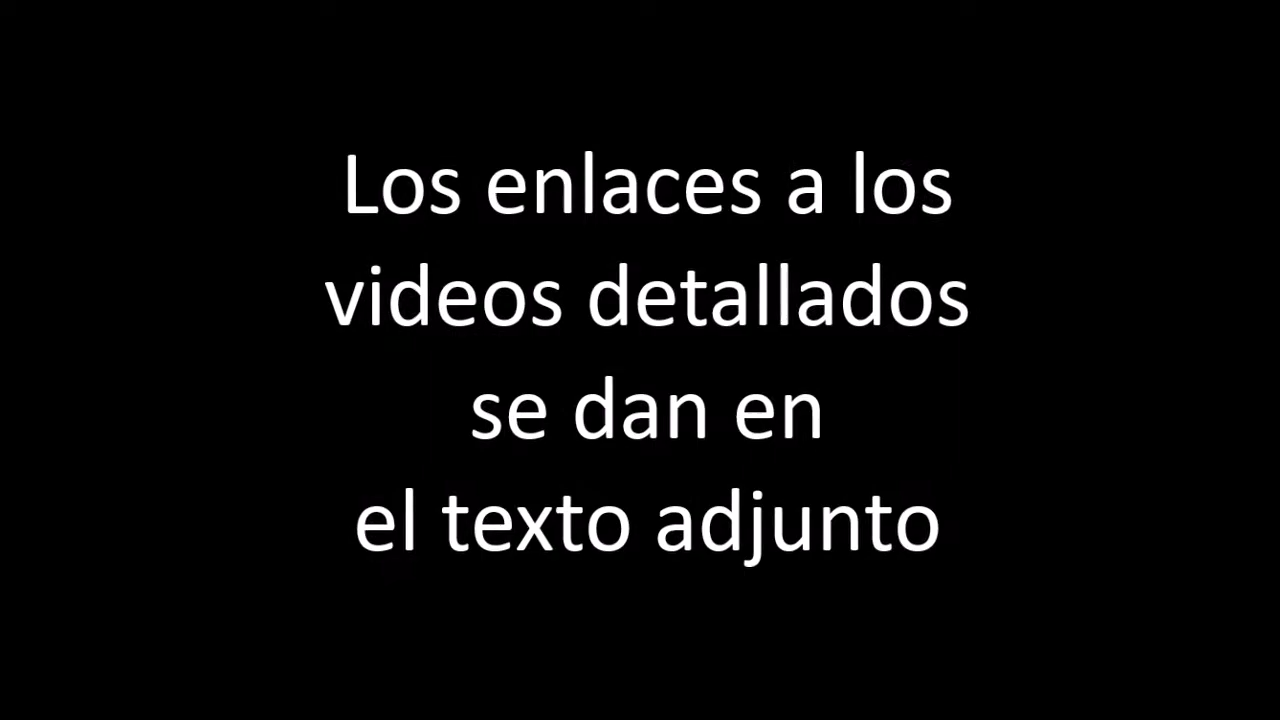 Los enlaces a los
videos detallados
se dan en
el texto adjunto